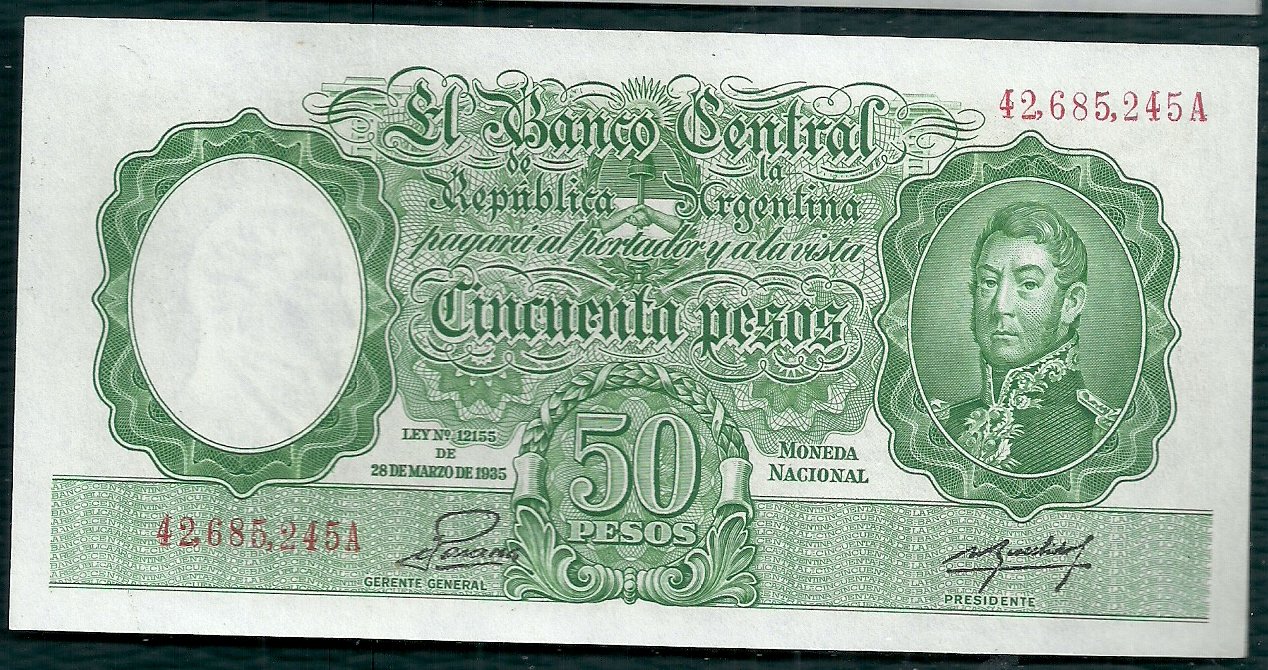 42,685,245A
El Banco Central
de la
República Argentina
pagará al portador y a la vista
Cincuenta pesos
LEY Nº. 12155
DE
28 DE MARZO DE 1935
50
PESOS
MONEDA
NACIONAL
42,685,245A
GERENTE GENERAL
PRESIDENTE